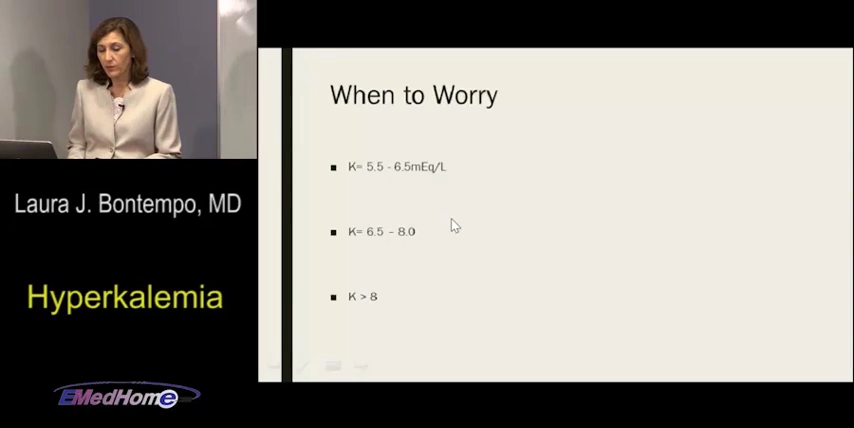 When to Worry
K= 5.5 - 6.5mEq/L
Laura J. Bontempo, MD
K= 6.5 – 8.0
Hyperkalemia
K > 8
EMedHome